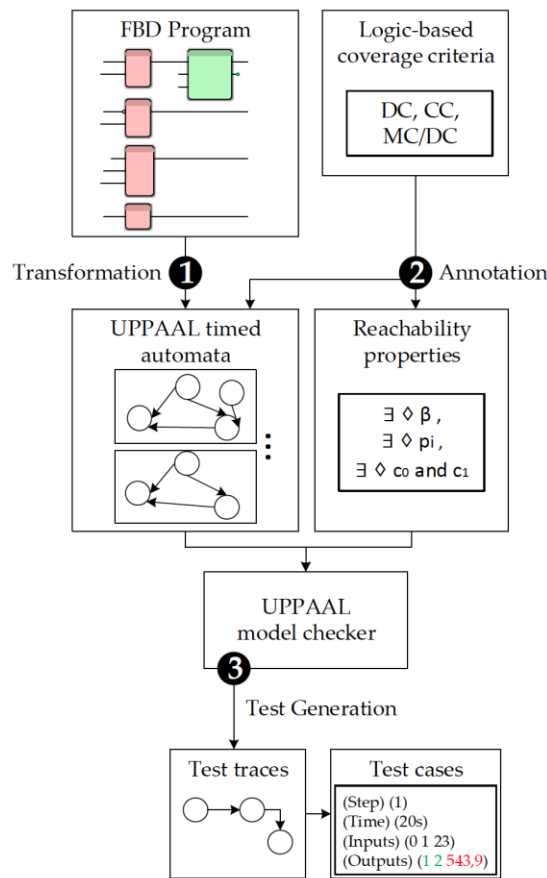 FBD Program
Logic-based
coverage criteria
DC, CC,
MC/DC
Transformation
1
2
Annotation
UPPAAL timed
automata
Reachability
properties
∃ ◊ β ,
∃ ◊ pi ,
∃ ◊ c₀ and c₁
UPPAAL
model checker
3
Test Generation
Test traces
Test cases
(Step) (1)
(Time) (20s)
(Inputs) (0 1 23)
(Outputs) (1 2 543,9)